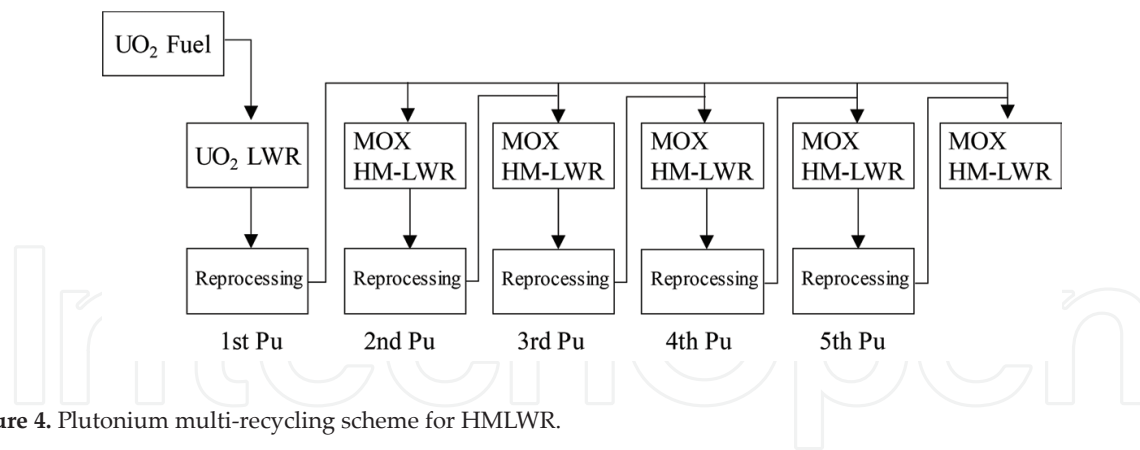 UO₂ Fuel
UO₂ LWR
MOX
HM-LWR
MOX
HM-LWR
MOX
HM-LWR
MOX
HM-LWR
MOX
HM-LWR
Reprocessing
Reprocessing
Reprocessing
Reprocessing
Reprocessing
1st Pu
2nd Pu
3rd Pu
4th Pu
5th Pu
ure 4. Plutonium multi-recycling scheme for HMLWR.